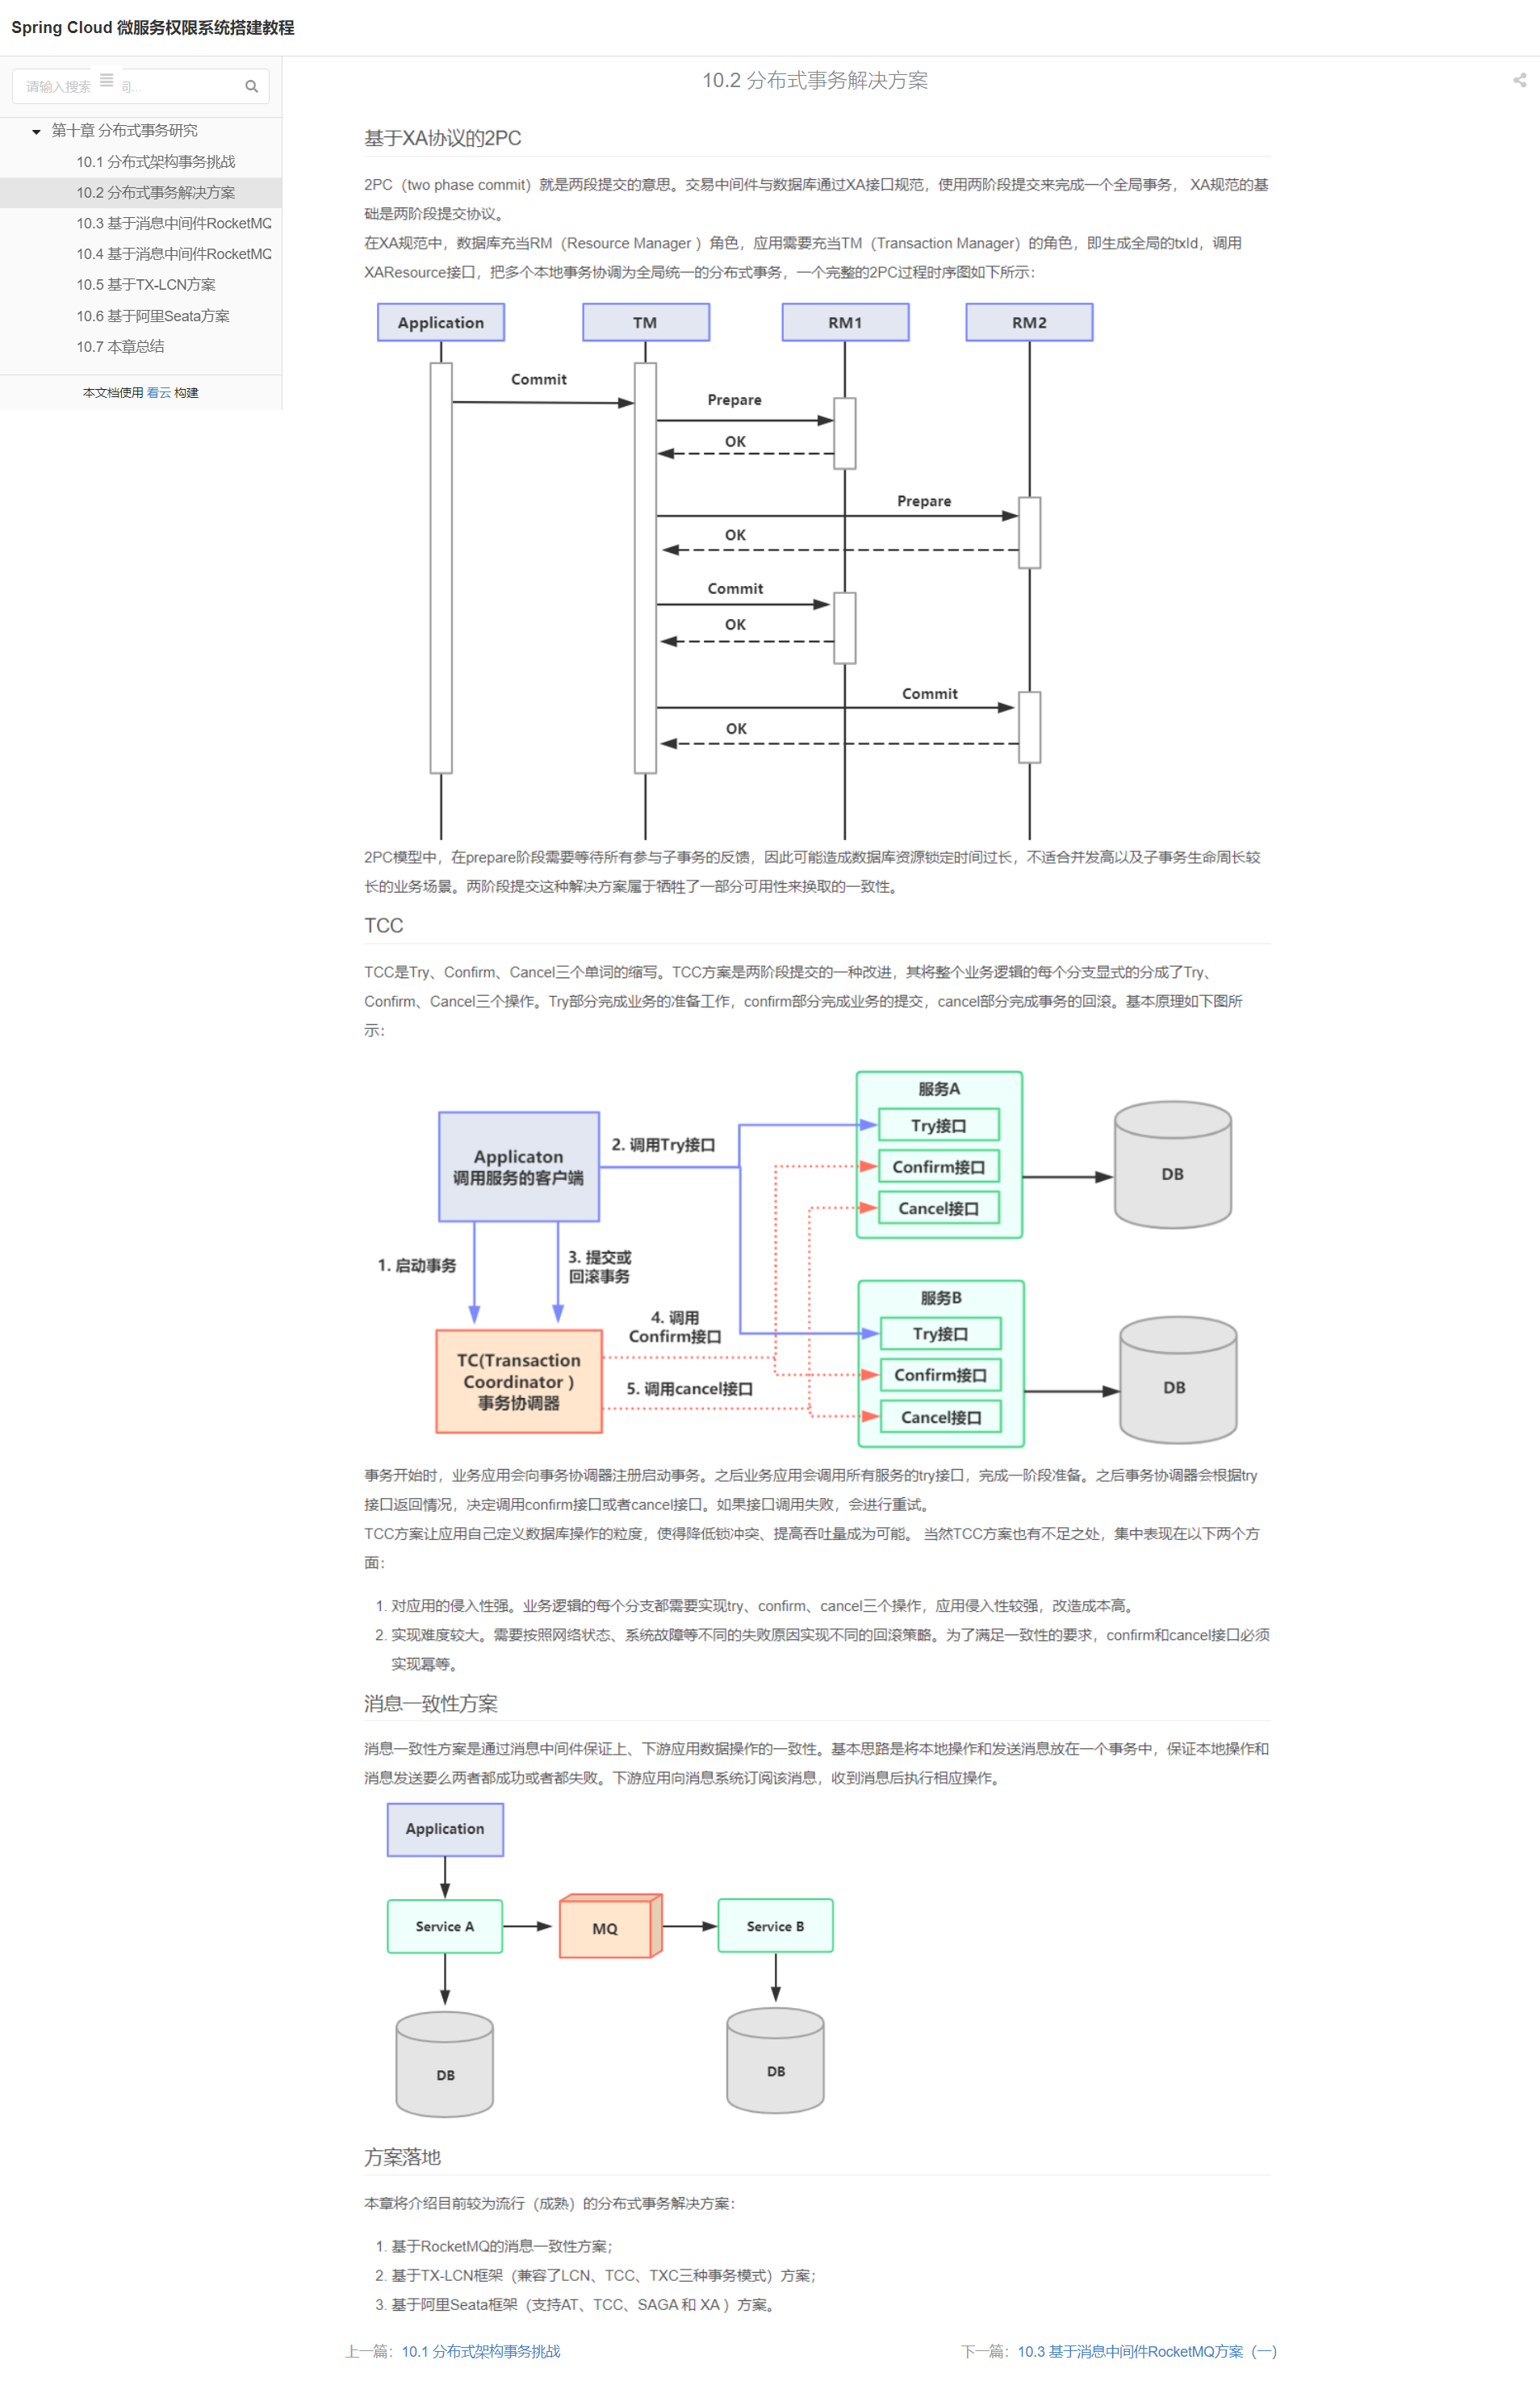 Spring Cloud 微服务权限系统搭建教程
请输入搜索
词...
第十章 分布式事务研究
10.1 分布式架构事务挑战
10.2 分布式事务解决方案
10.3 基于消息中间件RocketMQ
10.4 基于消息中间件RocketMQ
10.5 基于TX-LCN方案
10.6 基于阿里Seata方案
10.7 本章总结
本文档使用 看云 构建
10.2 分布式事务解决方案
基于XA协议的2PC
2PC（two phase commit）就是两段提交的意思。交易中间件与数据库通过XA接口规范，使用两阶段提交来完成一个全局事务， XA规范的基
础是两阶段提交协议。
在XA规范中，数据库充当RM（Resource Manager ）角色，应用需要充当TM（Transaction Manager）的角色，即生成全局的txId，调用
XAResource接口，把多个本地事务协调为全局统一的分布式事务，一个完整的2PC过程时序图如下所示：
Application
TM
RM1
RM2
Commit
Prepare
OK
Prepare
OK
Commit
OK
Commit
OK
2PC模型中，在prepare阶段需要等待所有参与子事务的反馈，因此可能造成数据库资源锁定时间过长，不适合并发高以及子事务生命周长较
长的业务场景。两阶段提交这种解决方案属于牺牲了一部分可用性来换取的一致性。
TCC
TCC是Try、Confirm、Cancel三个单词的缩写。TCC方案是两阶段提交的一种改进，其将整个业务逻辑的每个分支显式的分成了Try、
Confirm、Cancel三个操作。Try部分完成业务的准备工作，confirm部分完成业务的提交，cancel部分完成事务的回滚。基本原理如下图所
示：
Applicaton
调用服务的客户端
2. 调用Try接口
1. 启动事务
3. 提交或
回滚事务
TC(Transaction
Coordinator )
事务协调器
4. 调用
Confirm接口
5. 调用cancel接口
服务A
Try接口
Confirm接口
Cancel接口
DB
服务B
Try接口
Confirm接口
Cancel接口
DB
事务开始时，业务应用会向事务协调器注册启动事务。之后业务应用会调用所有服务的try接口，完成一阶段准备。之后事务协调器会根据try
接口返回情况，决定调用confirm接口或者cancel接口。如果接口调用失败，会进行重试。
TCC方案让应用自己定义数据库操作的粒度，使得降低锁冲突、提高吞吐量成为可能。 当然TCC方案也有不足之处，集中表现在以下两个方
面：
1. 对应用的侵入性强。业务逻辑的每个分支都需要实现try、confirm、cancel三个操作，应用侵入性较强，改造成本高。
2. 实现难度较大。需要按照网络状态、系统故障等不同的失败原因实现不同的回滚策略。为了满足一致性的要求，confirm和cancel接口必须
实现幂等。
消息一致性方案
消息一致性方案是通过消息中间件保证上、下游应用数据操作的一致性。基本思路是将本地操作和发送消息放在一个事务中，保证本地操作和
消息发送要么两者都成功或者都失败。下游应用向消息系统订阅该消息，收到消息后执行相应操作。
Application
Service A
MQ
Service B
DB
DB
方案落地
本章将介绍目前较为流行（成熟）的分布式事务解决方案：
1. 基于RocketMQ的消息一致性方案；
2. 基于TX-LCN框架（兼容了LCN、TCC、TXC三种事务模式）方案；
3. 基于阿里Seata框架（支持AT、TCC、SAGA 和 XA ）方案。
上一篇：10.1 分布式架构事务挑战
下一篇：10.3 基于消息中间件RocketMQ方案（一）